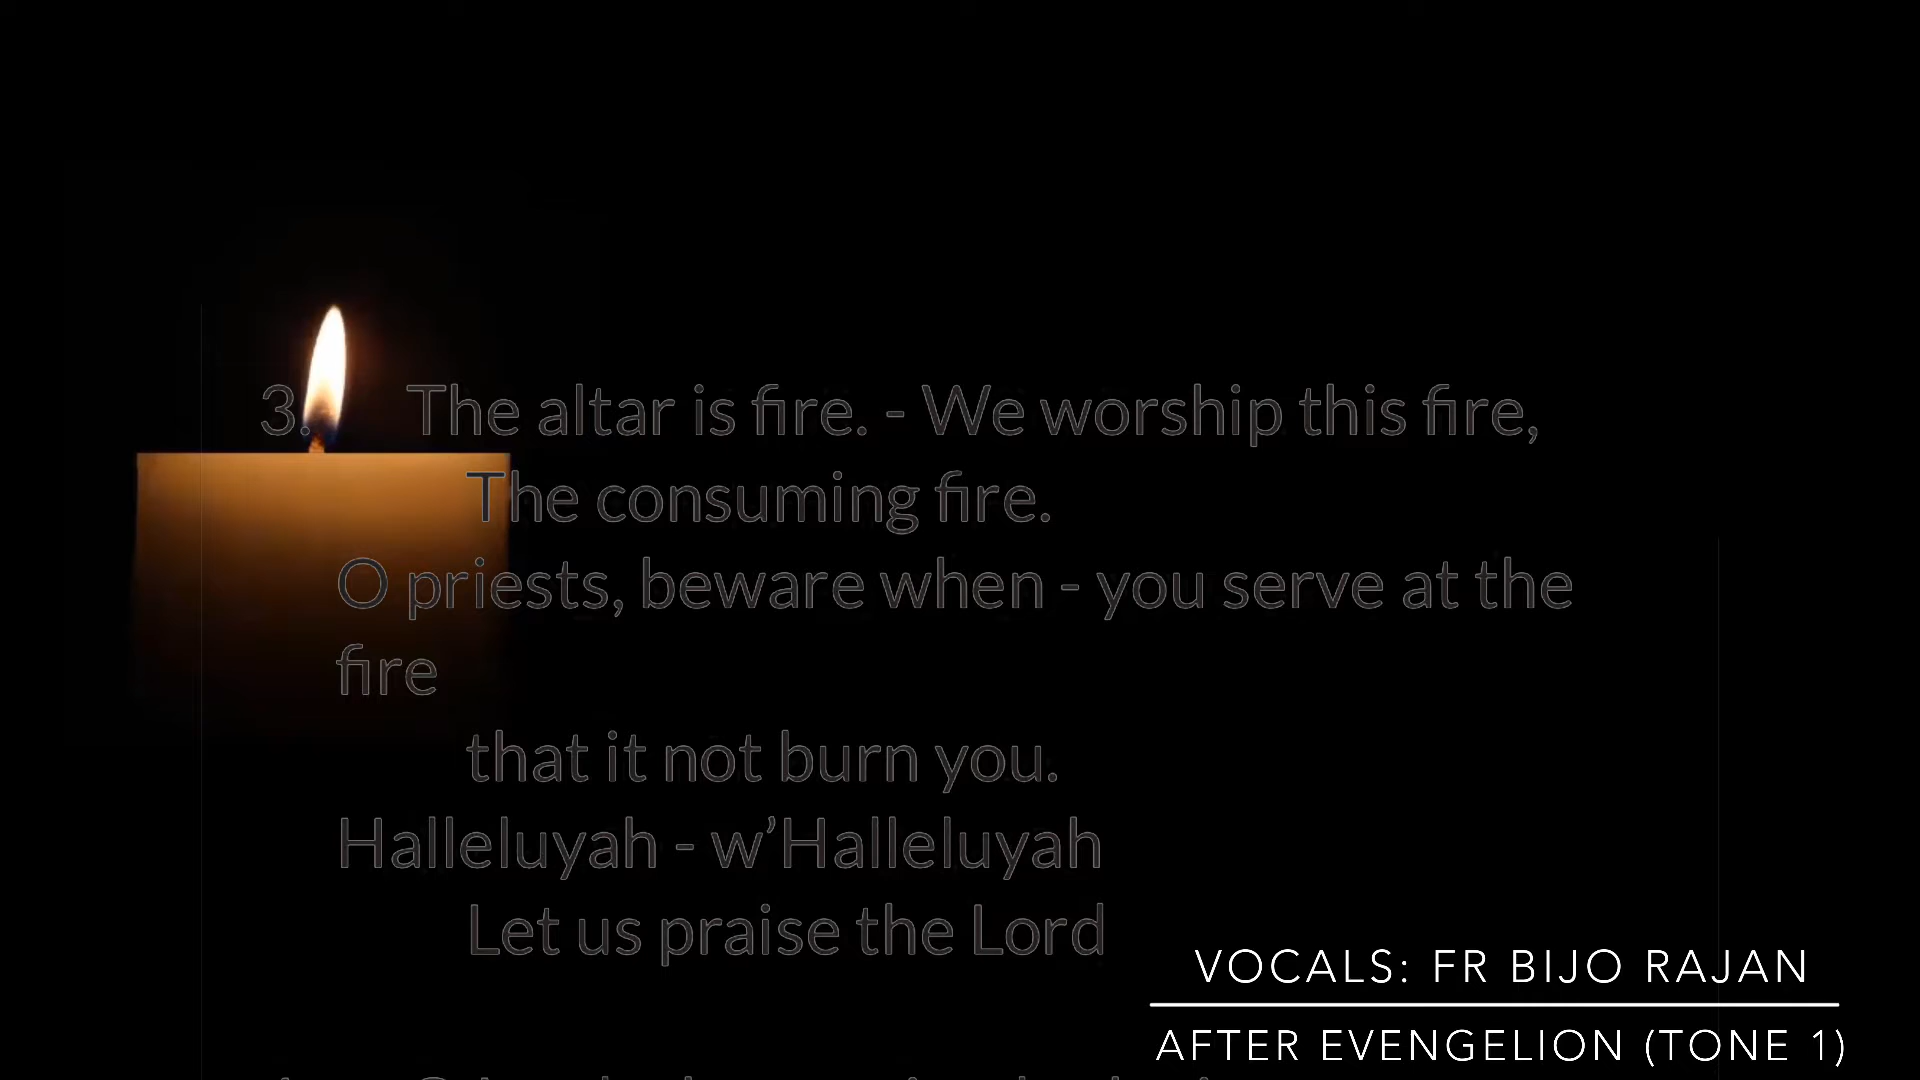 3. The altar is fire. - We worship this fire,
The consuming fire.
O priests, beware when - you serve at the
fire
that it not burn you.
Halleluyah - w’Halleluyah
Let us praise the Lord
VOCALS: FR BIJO RAJAN
AFTER EVENGELION (TONE 1)